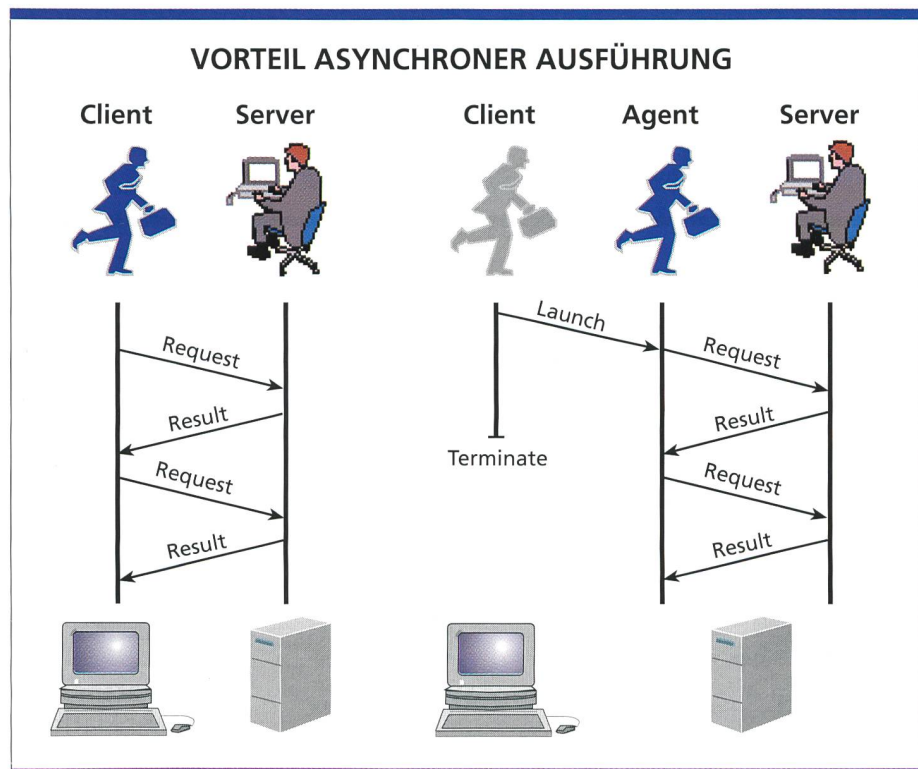 VORTEIL ASYNCHRONER AUSFÜHRUNG
Client Server Client Agent Server
Launch
Request
Request
Result
Result
Terminate
Request
Request
Result
Result